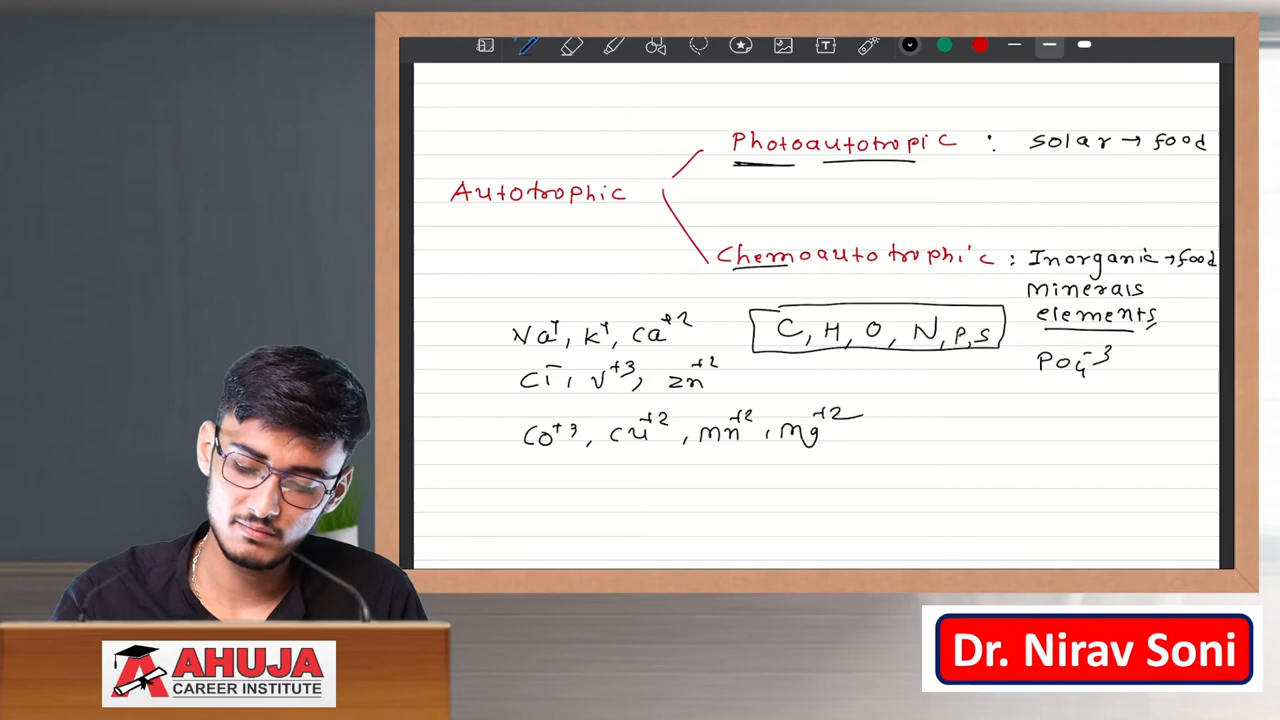 Photoautotropic : solar → food
Autotrophic
Chemoautotrophic : Inorganic → food
minerals
elements,
Na⁺, K⁺, Ca⁺²
C, H, O, N, P, S
PO₄⁻³
Cl⁻, V⁺³, Zn⁺²
Co⁺³, Cu⁺², Mn⁺², Mg⁺²
AHUJA
CAREER INSTITUTE
Dr. Nirav Soni